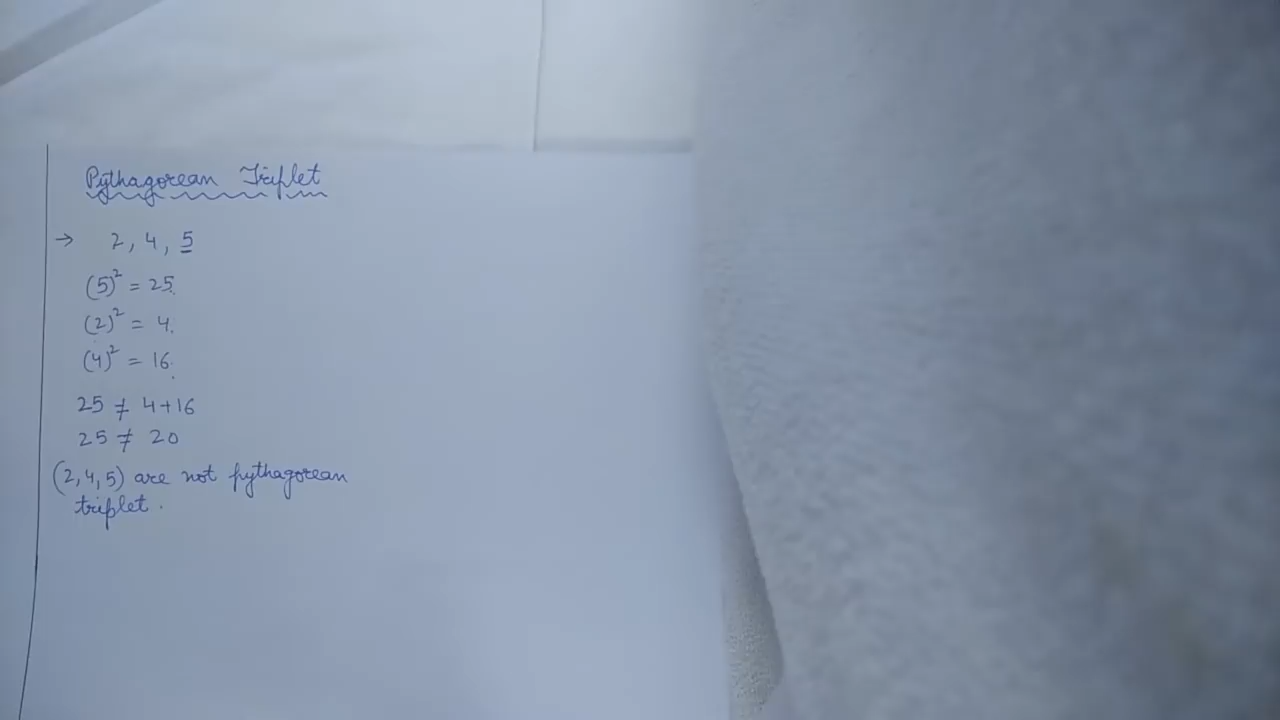 Pythagorean Triplet
→ 2, 4, 5
(5)² = 25.
(2)² = 4.
(4)² = 16.
25 ≠ 4+16
25 ≠ 20
(2,4,5) are not pythagorean
triplet.